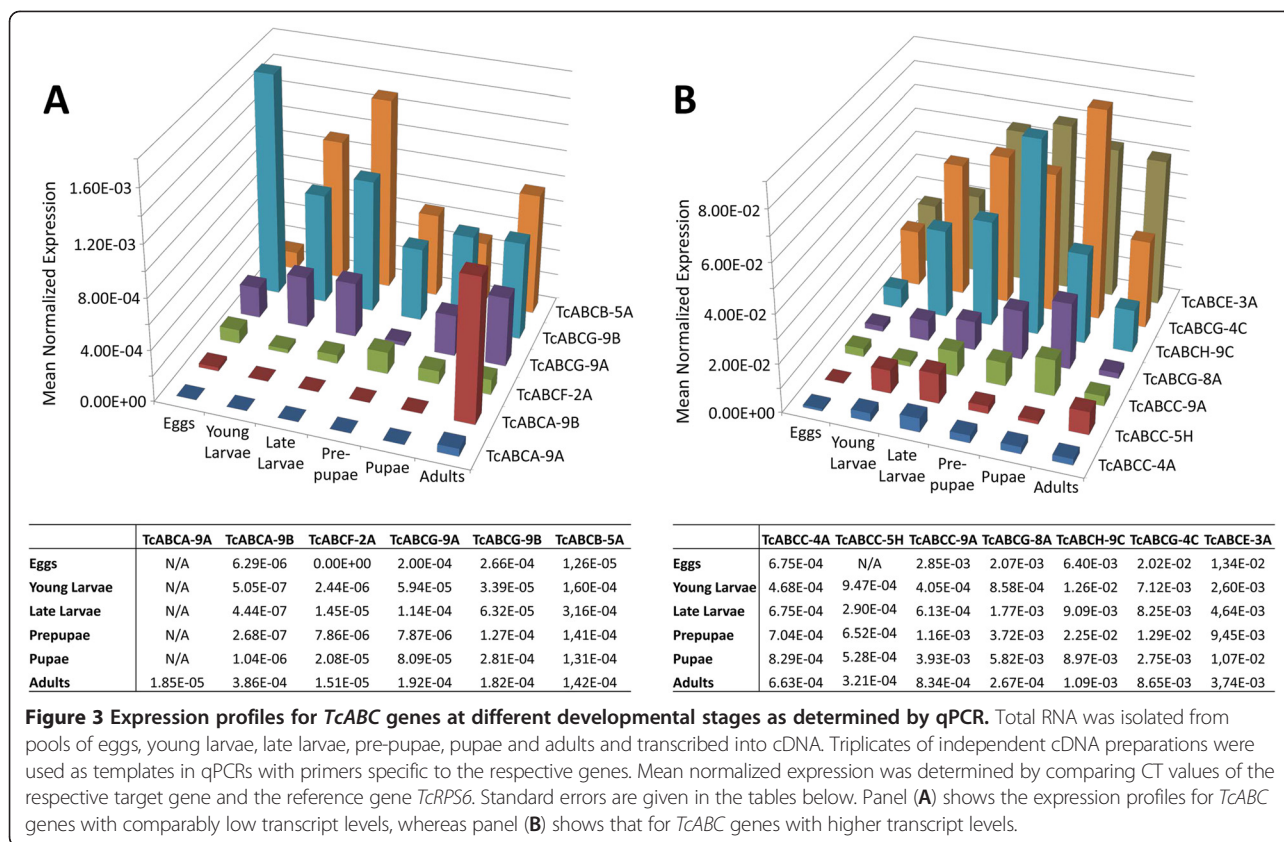 A
Mean Normalized Expression
1.60E-03
1.20E-03
8.00E-04
4.00E-04
0.00E+00
Eggs
Young
Larvae
Late
Larvae
Pre-
pupae
Pupae
Adults
TcABCB-5A
TcABCG-9B
TcABCG-9A
TcABCF-2A
TcABCA-9B
TcABCA-9A
B
Mean Normalized Expression
8.00E-02
6.00E-02
4.00E-02
2.00E-02
0.00E+00
Eggs
Young
Larvae
Late
Larvae
Pre-
pupae
Pupae
Adults
TcABCE-3A
TcABCG-4C
TcABCH-9C
TcABCG-8A
TcABCC-9A
TcABCC-5H
TcABCC-4A
TcABCA-9A TcABCA-9B TcABCF-2A TcABCG-9A TcABCG-9B TcABCB-5A
Eggs N/A 6.29E-06 0.00E+00 2.00E-04 2.66E-04 1,26E-05
Young Larvae N/A 5.05E-07 2.44E-06 5.94E-05 3.39E-05 1,60E-04
Late Larvae N/A 4.44E-07 1.45E-05 1.14E-04 6.32E-05 3,16E-04
Prepupae N/A 2.68E-07 7.86E-06 7.87E-06 1.27E-04 1,41E-04
Pupae N/A 1.04E-06 2.08E-05 8.09E-05 2.81E-04 1,31E-04
Adults 1.85E-05 3.86E-04 1.51E-05 1.92E-04 1.82E-04 1,42E-04
TcABCC-4A TcABCC-5H TcABCC-9A TcABCG-8A TcABCH-9C TcABCG-4C TcABCE-3A
Eggs 6.75E-04 N/A 2.85E-03 2.07E-03 6.40E-03 2.02E-02 1,34E-02
Young Larvae 4.68E-04 9.47E-04 4.05E-04 8.58E-04 1.26E-02 7.12E-03 2,60E-03
Late Larvae 6.75E-04 2.90E-04 6.13E-04 1.77E-03 9.09E-03 8.25E-03 4,64E-03
Prepupae 7.04E-04 6.52E-04 1.16E-03 3.72E-03 2.25E-02 1.29E-02 9,45E-03
Pupae 8.29E-04 5.28E-04 3.93E-03 5.82E-03 8.97E-03 2.75E-03 1,07E-02
Adults 6.63E-04 3.21E-04 8.34E-04 2.67E-04 1.09E-03 8.65E-03 3,74E-03
Figure 3 Expression profiles for TcABC genes at different developmental stages as determined by qPCR. Total RNA was isolated from
pools of eggs, young larvae, late larvae, pre-pupae, pupae and adults and transcribed into cDNA. Triplicates of independent cDNA preparations were
used as templates in qPCRs with primers specific to the respective genes. Mean normalized expression was determined by comparing CT values of the
respective target gene and the reference gene TcRPS6. Standard errors are given in the tables below. Panel (A) shows the expression profiles for TcABC
genes with comparably low transcript levels, whereas panel (B) shows that for TcABC genes with higher transcript levels.